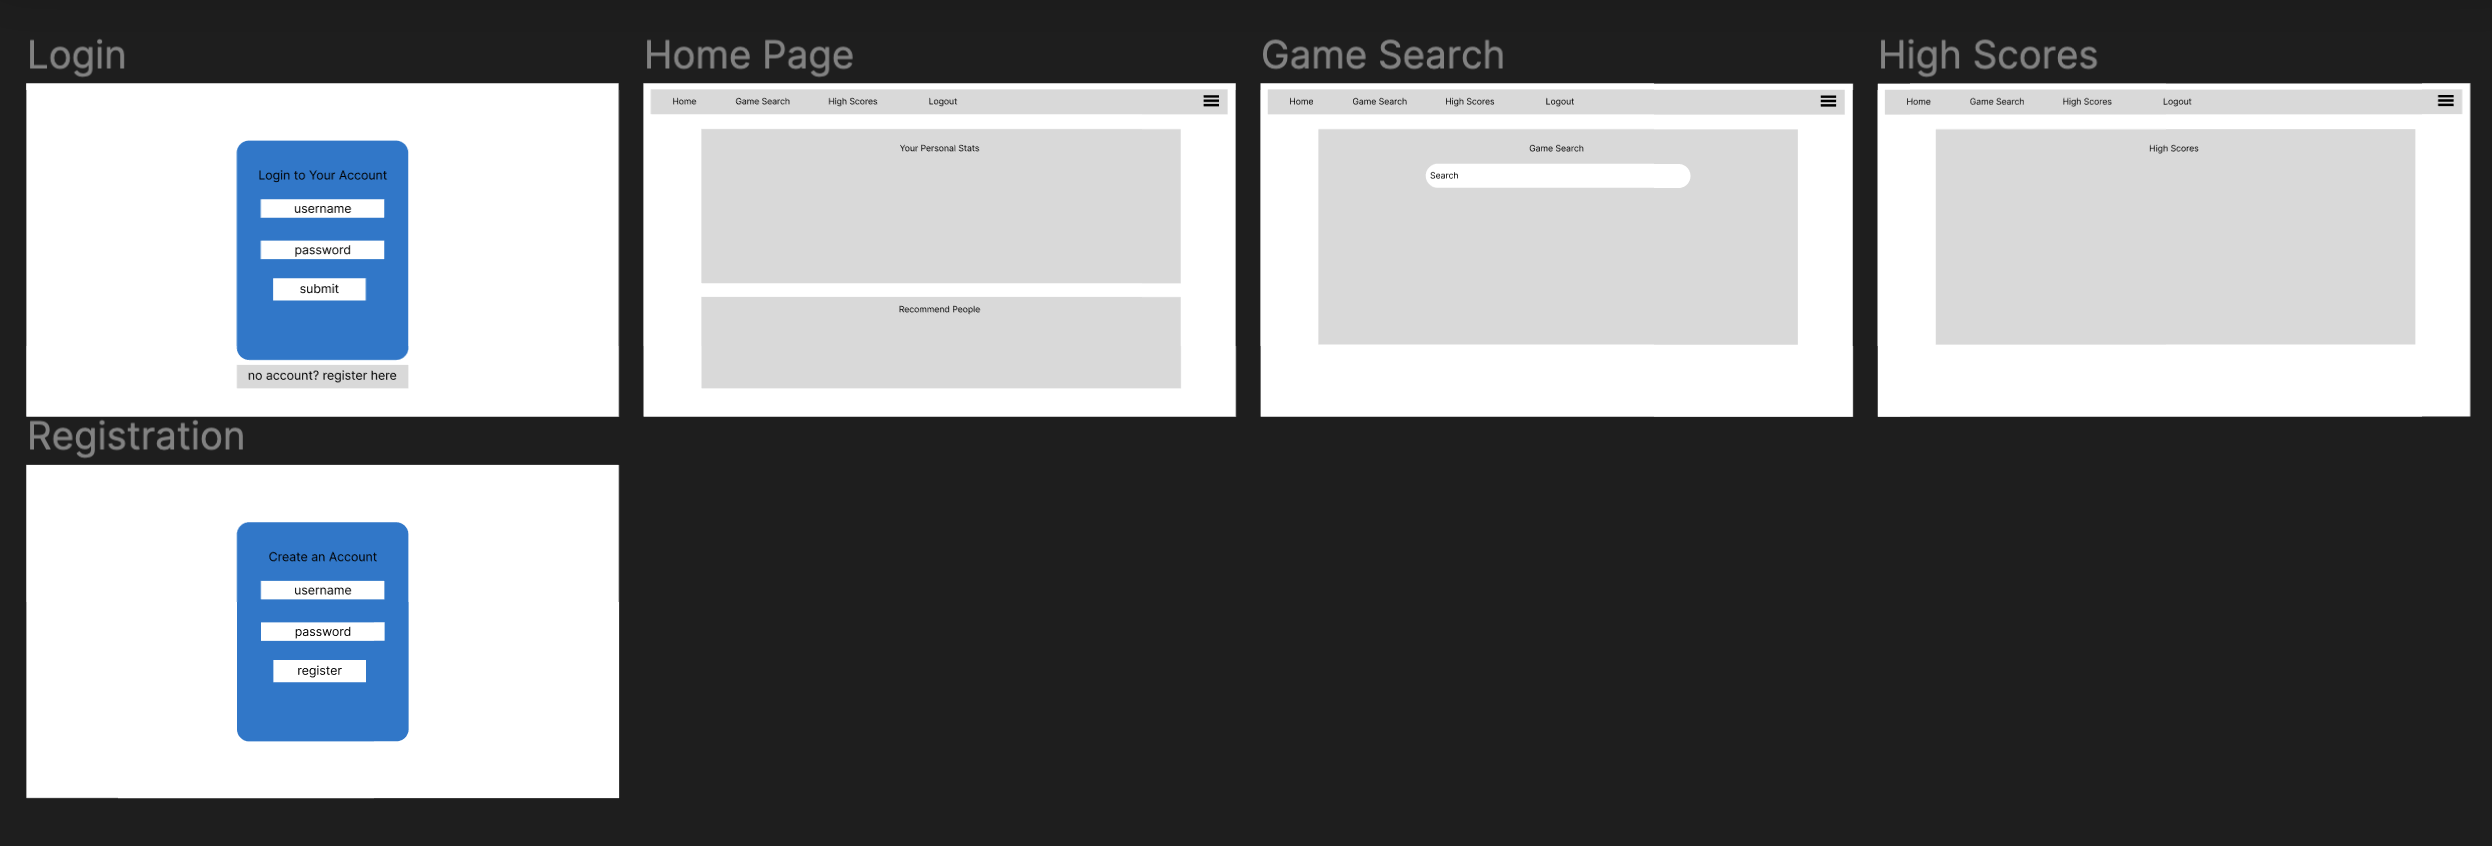 Login
Login to Your Account
username
password
submit
no account? register here
Home Page
Home Game Search High Scores Logout
Your Personal Stats
Recommend People
Game Search
Home Game Search High Scores Logout
Game Search
Search
High Scores
Home Game Search High Scores Logout
High Scores
Registration
Create an Account
username
password
register